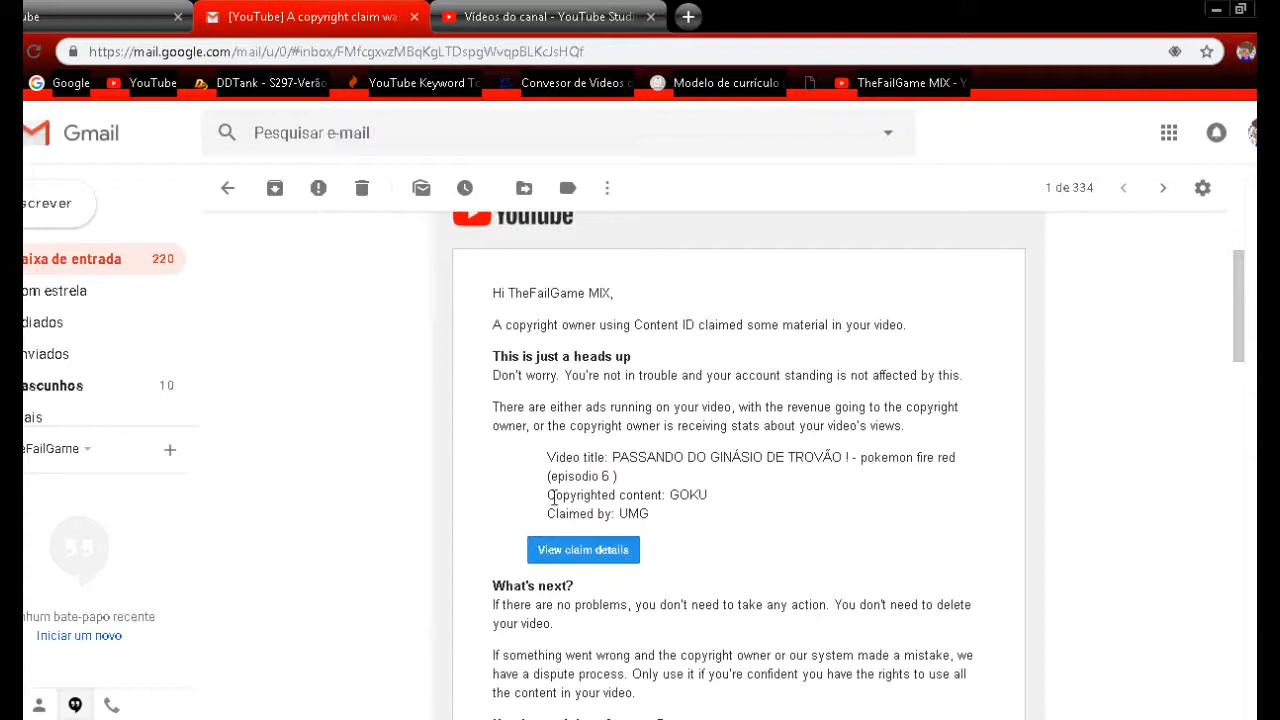 ube
[YouTube] A copyright claim wa
Vídeos do canal - YouTube Studi
https://mail.google.com/mail/u/0/#inbox/FMfcgxvzMBqKgLTDspgWvqpBLKcJsHQf
Google
YouTube
DDTank - S297-Verão
YouTube Keyword To
Convesor de Videos o
Modelo de currículo
TheFailGame MIX - Y
Gmail
Pesquisar e-mail
1 de 334
screver
aixa de entrada 220
om estrela
diados
nviados
ascunhos 10
ais
eFailGame
nhum bate-papo recente
Iniciar um novo
YouTube
Hi TheFailGame MIX,
A copyright owner using Content ID claimed some material in your video.
This is just a heads up
Don't worry. You're not in trouble and your account standing is not affected by this.
There are either ads running on your video, with the revenue going to the copyright
owner, or the copyright owner is receiving stats about your video's views.
Video title: PASSANDO DO GINÁSIO DE TROVÃO ! - pokemon fire red
(episodio 6 )
Copyrighted content: GOKU
Claimed by: UMG
View claim details
What's next?
If there are no problems, you don't need to take any action. You don't need to delete
your video.
If something went wrong and the copyright owner or our system made a mistake, we
have a dispute process. Only use it if you're confident you have the rights to use all
the content in your video.